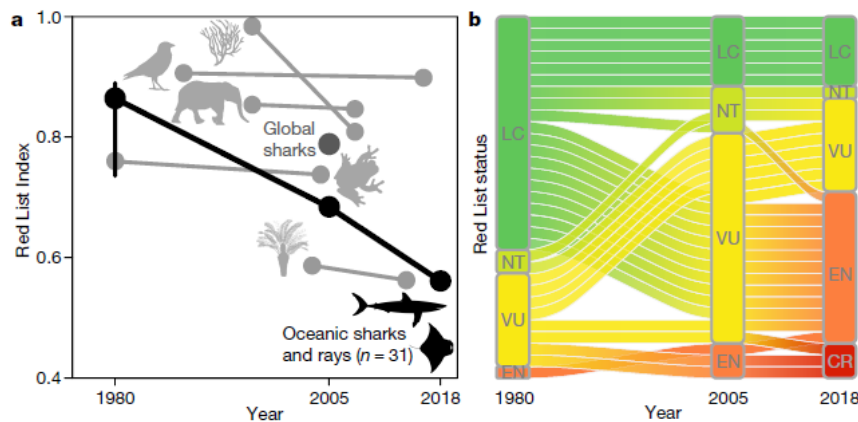 a
1.0
0.8
0.6
0.4
Red List Index
Global
sharks
Oceanic sharks
and rays (n = 31)
1980
2005
2018
Year
b
Red List status
LC
NT
VU
EN
LC
NT
VU
EN
LC
NT
VU
EN
CR
1980
Year
2005
2018